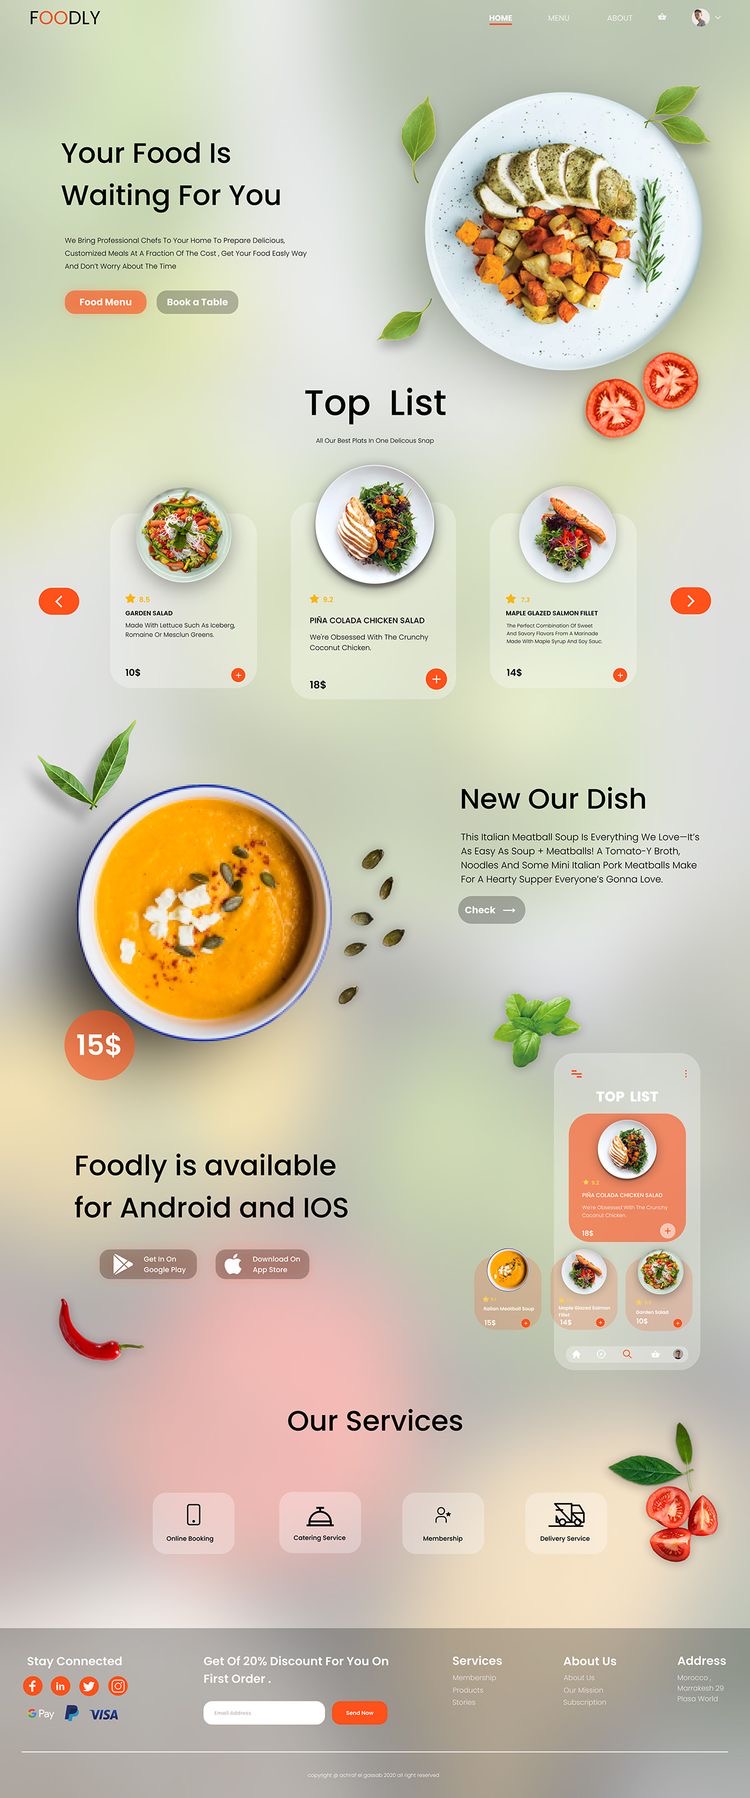 FOODLY
HOME
MENU
ABOUT
Your Food Is
Waiting For You
We Bring Professional Chefs To Your Home To Prepare Delicious,
Customized Meals At A Fraction Of The Cost , Get Your Food Easly Way
And Don't Worry About The Time
Food Menu
Book a Table
Top List
All Our Best Plats In One Delicous Snap
8.5
GARDEN SALAD
Made With Lettuce Such As Iceberg,
Romaine Or Mesclun Greens.
10$
9.2
PIÑA COLADA CHICKEN SALAD
We're Obsessed With The Crunchy
Coconut Chicken.
18$
7.3
MAPLE GLAZED SALMON FILLET
The Perfect Combination Of Sweet
And Savory Flavors From A Marinade
Made With Maple Syrup And Soy Sauc.
14$
New Our Dish
This Italian Meatball Soup Is Everything We Love—It's
As Easy As Soup + Meatballs! A Tomato-Y Broth,
Noodles And Some Mini Italian Pork Meatballs Make
For A Hearty Supper Everyone's Gonna Love.
Check
15$
TOP LIST
9.2
PIÑA COLADA CHICKEN SALAD
We're Obsessed With The Crunchy
Coconut Chicken.
18$
Italian Meatball Soup
15$
Maple Glazed Salmon
Fillet
14$
Garden Salad
10$
Foodly is available
for Android and IOS
Get In On
Google Play
Download On
App Store
Our Services
Online Booking
Catering Service
Membership
Delivery Service
Stay Connected
G Pay
VISA
Get Of 20% Discount For You On
First Order .
Email Address
Send Now
Services
Membership
Products
Stories
About Us
About Us
Our Mission
Subscription
Address
Morocco ,
Marrakesh 29
Plasa World
copyright @ achraf el gassab 2020 all right reserved